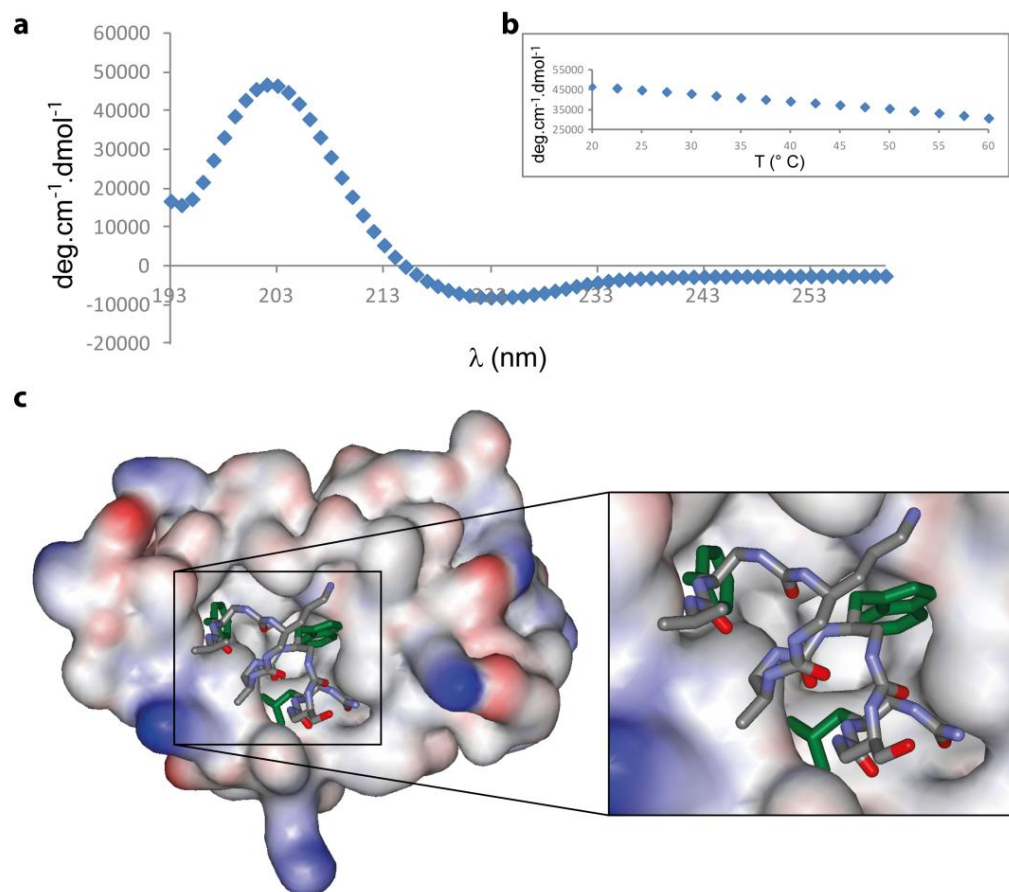 a
60000
50000
40000
30000
20000
10000
0
-10000
-20000
deg.cm⁻¹.dmol⁻¹
193 203 213 223 233 243 253
λ (nm)
b
55000
45000
35000
25000
deg.cm⁻¹.dmol⁻¹
20 25 30 35 40 45 50 55 60
T (° C)
c